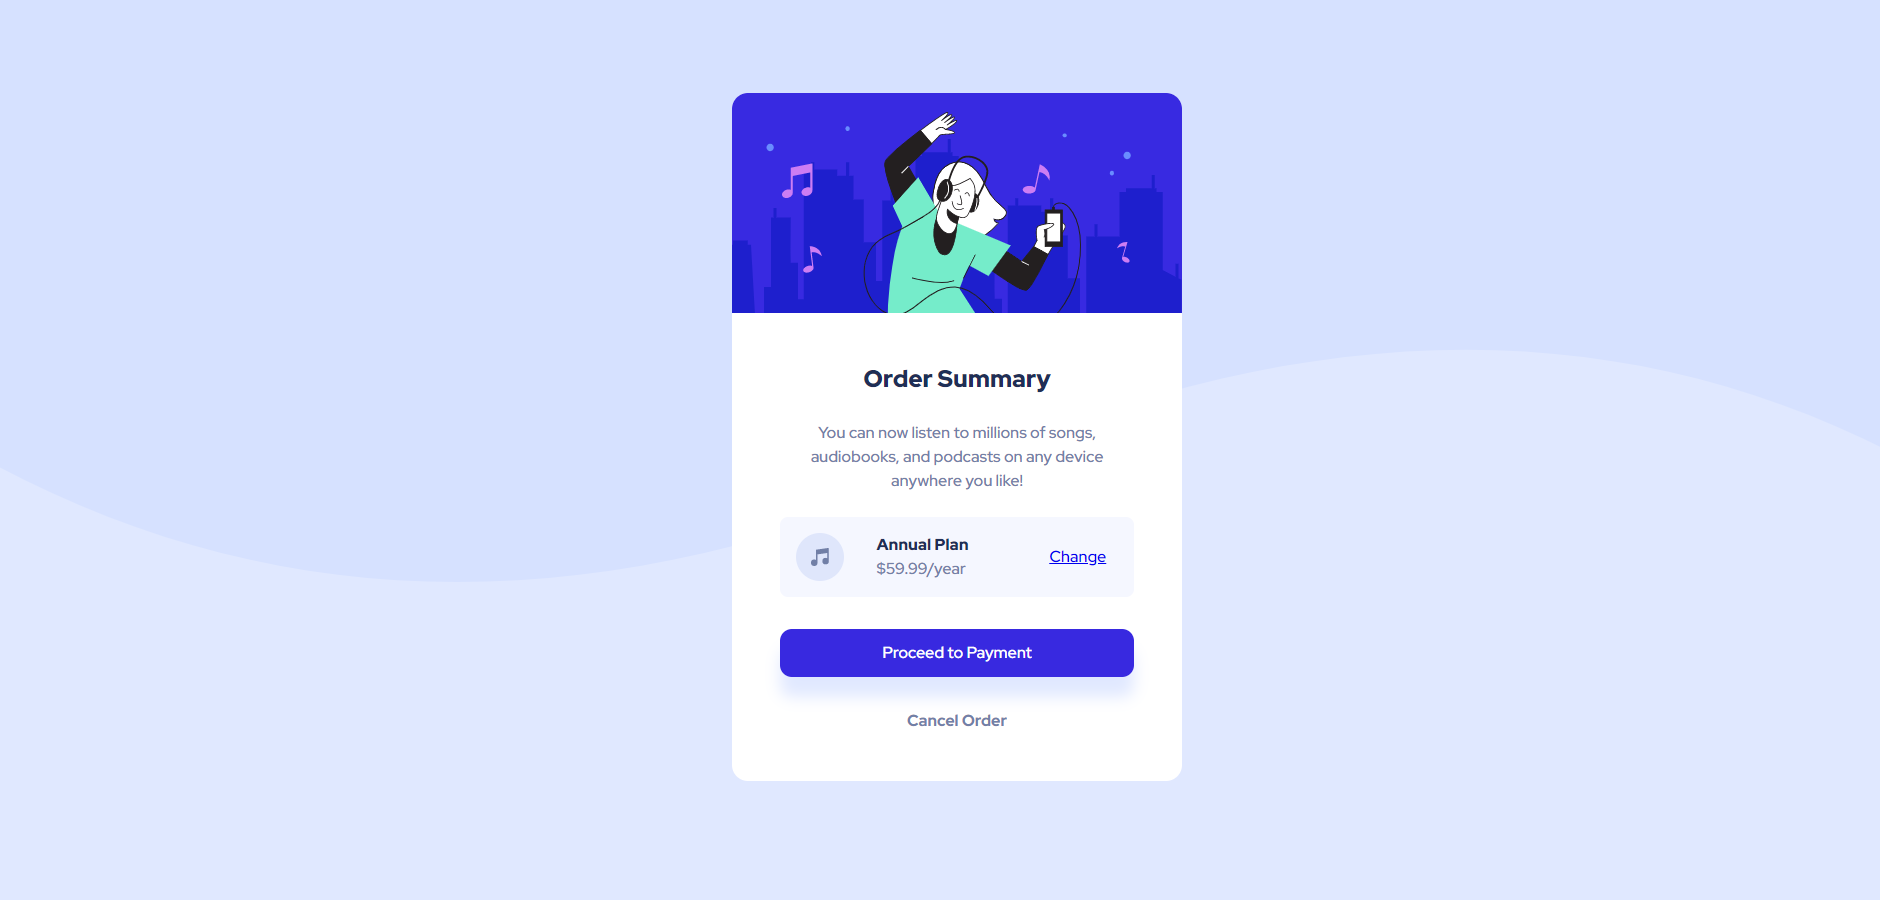 Order Summary
You can now listen to millions of songs,
audiobooks, and podcasts on any device
anywhere you like!
Annual Plan
$59.99/year
Change
Proceed to Payment
Cancel Order